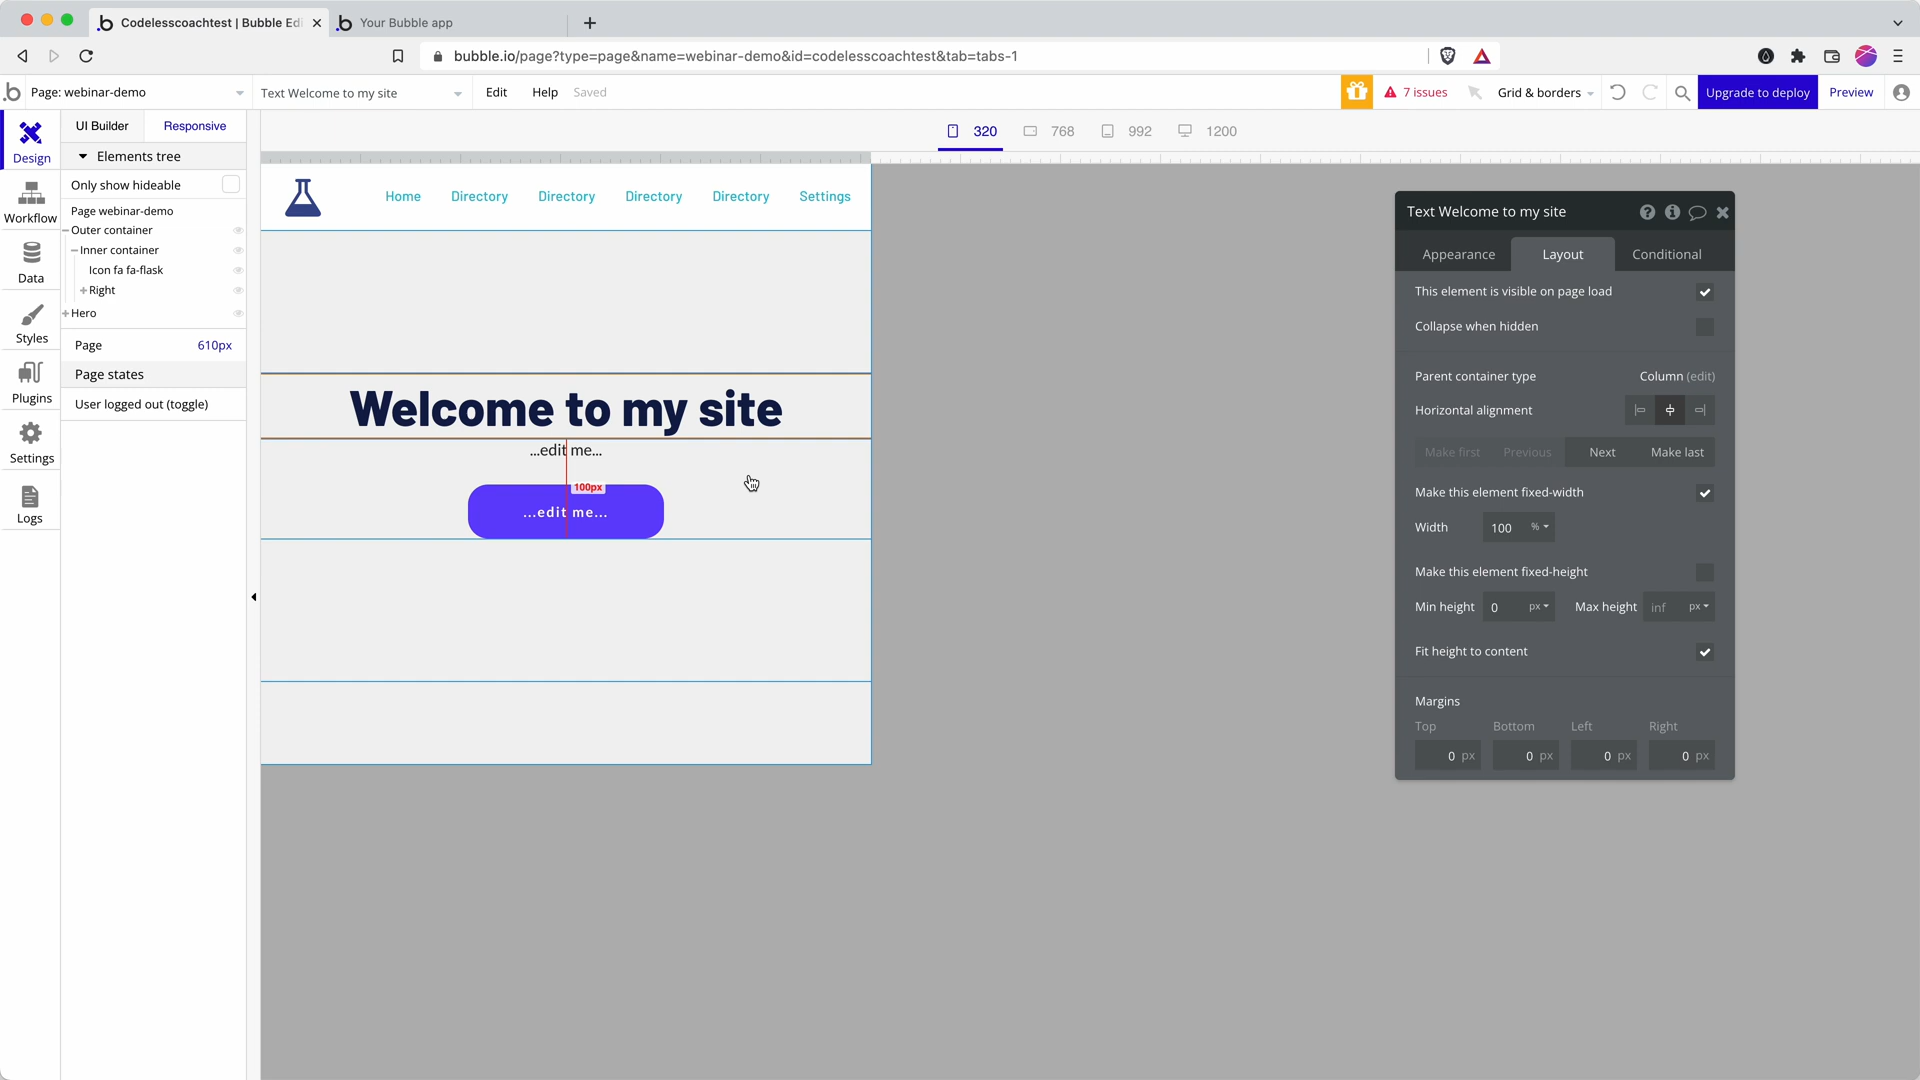 Codelesscoachtest | Bubble Edi
Your Bubble app
bubble.io/page?type=page&name=webinar-demo&id=codelesscoachtest&tab=tabs-1
Page: webinar-demo
Text Welcome to my site
Edit
Help
Saved
7 issues
Grid & borders
Upgrade to deploy
Preview
Design
Workflow
Data
Styles
Plugins
Settings
Logs
UI Builder
Responsive
Elements tree
Only show hideable
Page webinar-demo
Outer container
Inner container
Icon fa fa-flask
Right
Hero
Page 610px
Page states
User logged out (toggle)
320
768
992
1200
Home
Directory
Directory
Directory
Directory
Settings
Welcome to my site
...edit me...
100px
...edit me...
Text Welcome to my site
Appearance
Layout
Conditional
This element is visible on page load
Collapse when hidden
Parent container type Column (edit)
Horizontal alignment
Make first
Previous
Next
Make last
Make this element fixed-width
Width 100 %
Make this element fixed-height
Min height 0 px
Max height inf px
Fit height to content
Margins
Top Bottom Left Right
0 px 0 px 0 px 0 px